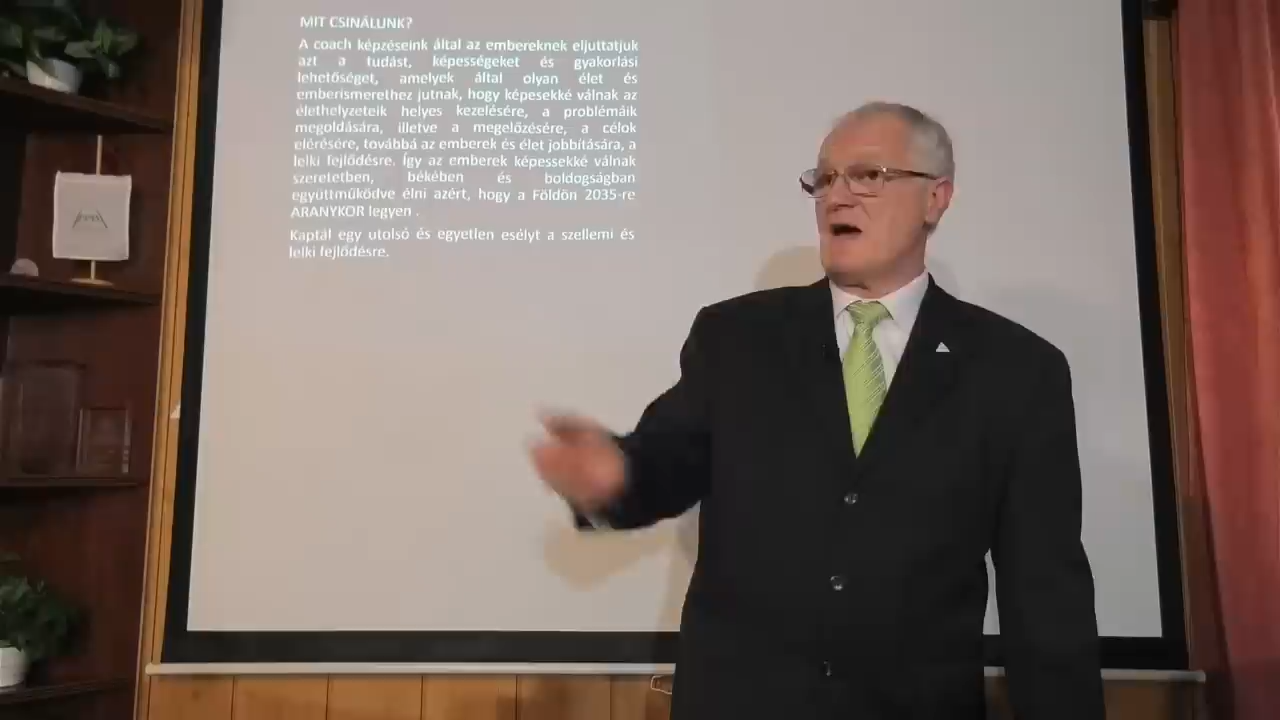 MIT CSINÁLUNK?
A coach képzéseink által az embereknek eljuttatjuk
azt a tudást, képességeket és gyakorlási
lehetőséget, amelyek által olyan élet és
emberismerethez jutnak, hogy képesekké válnak az
élethelyzeteik helyes kezelésére, a problémáik
megoldására, illetve a megelőzésére, a célok
elérésére, továbbá az emberek és élet jobbítására, a
lelki fejlődésre. Így az emberek képessekké válnak
szeretetben, békében és boldogságban
együttműködve élni azért, hogy a Földön 2035-re
ARANYKOR legyen .
Kaptál egy utolsó és egyetlen esélyt a szellemi és
lelki fejlődésre.